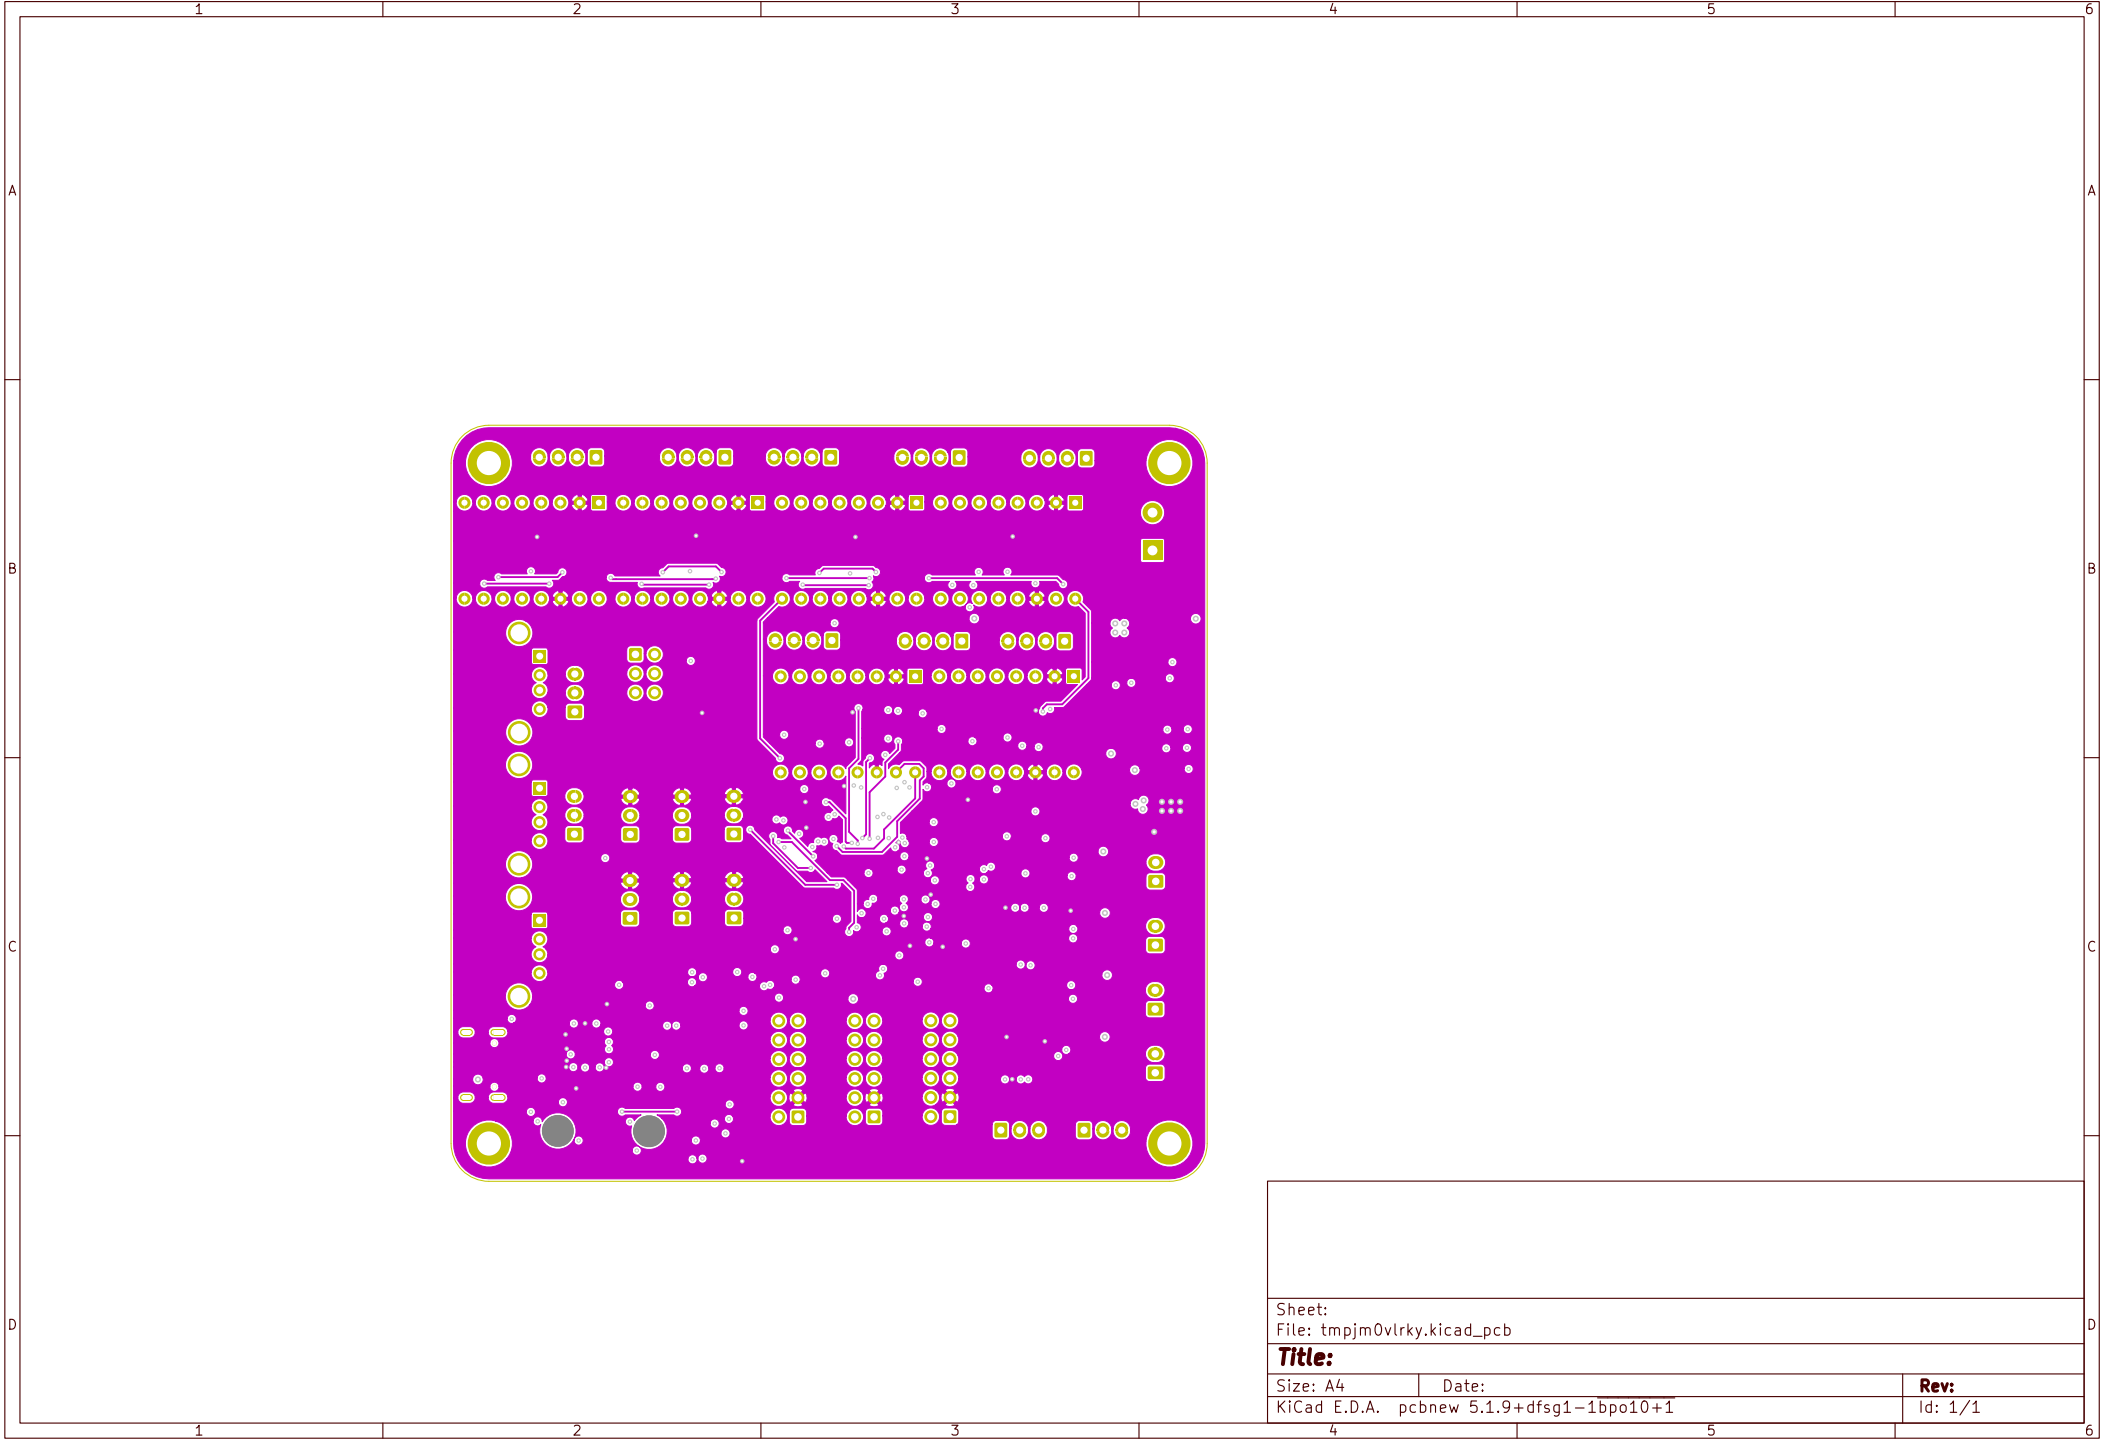 1 2 3 4 5 6
A A
B B
C C
D D
Sheet:
File: tmpjm0vlrky.kicad_pcb
Title:
Size: A4 Date: Rev:
KiCad E.D.A. pcbnew 5.1.9+dfsg1-1bpo10+1 Id: 1/1
1 2 3 4 5 6